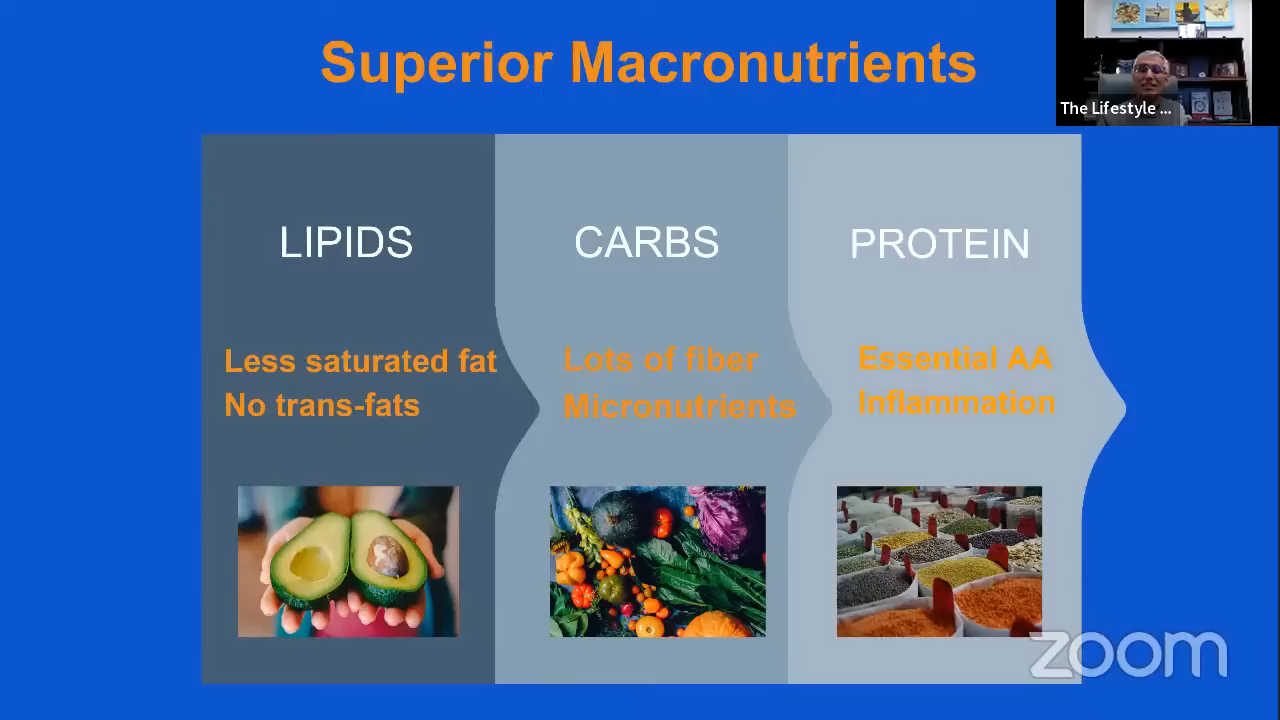 Superior Macronutrients
The Lifestyle ...
LIPIDS
Less saturated fat
No trans-fats
CARBS
Lots of fiber
Micronutrients
PROTEIN
Essential AA
Inflammation
zoom